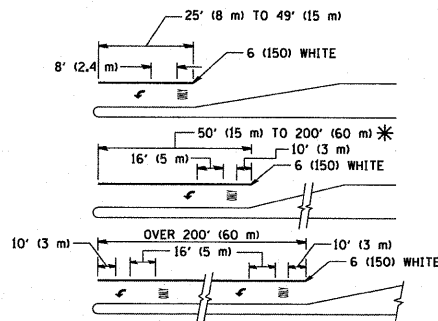 25' (8 m) TO 49' (15 m)
6 (150) WHITE
8' (2.4 m)
ONLY
50' (15 m) TO 200' (60 m) *
10' (3 m)
16' (5 m)
6 (150) WHITE
ONLY
OVER 200' (60 m)
10' (3 m)
16' (5 m)
10' (3 m)
6 (150) WHITE
ONLY
ONLY